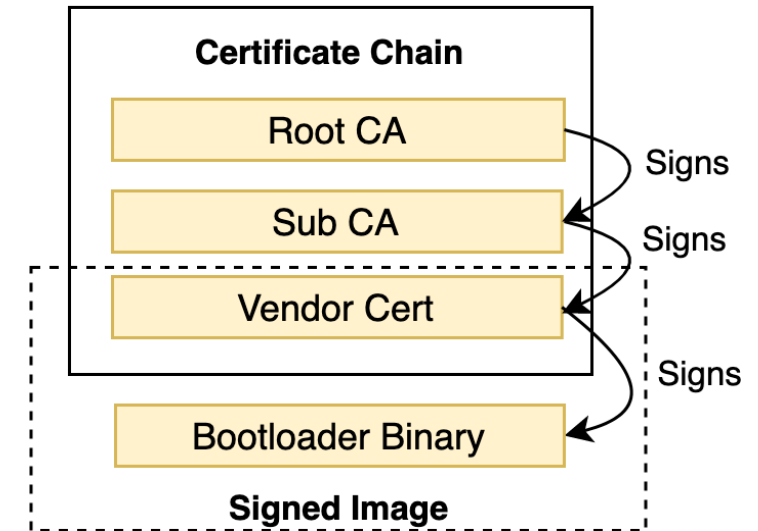 Certificate Chain
Root CA
Signs
Sub CA
Signs
Vendor Cert
Signs
Bootloader Binary
Signed Image